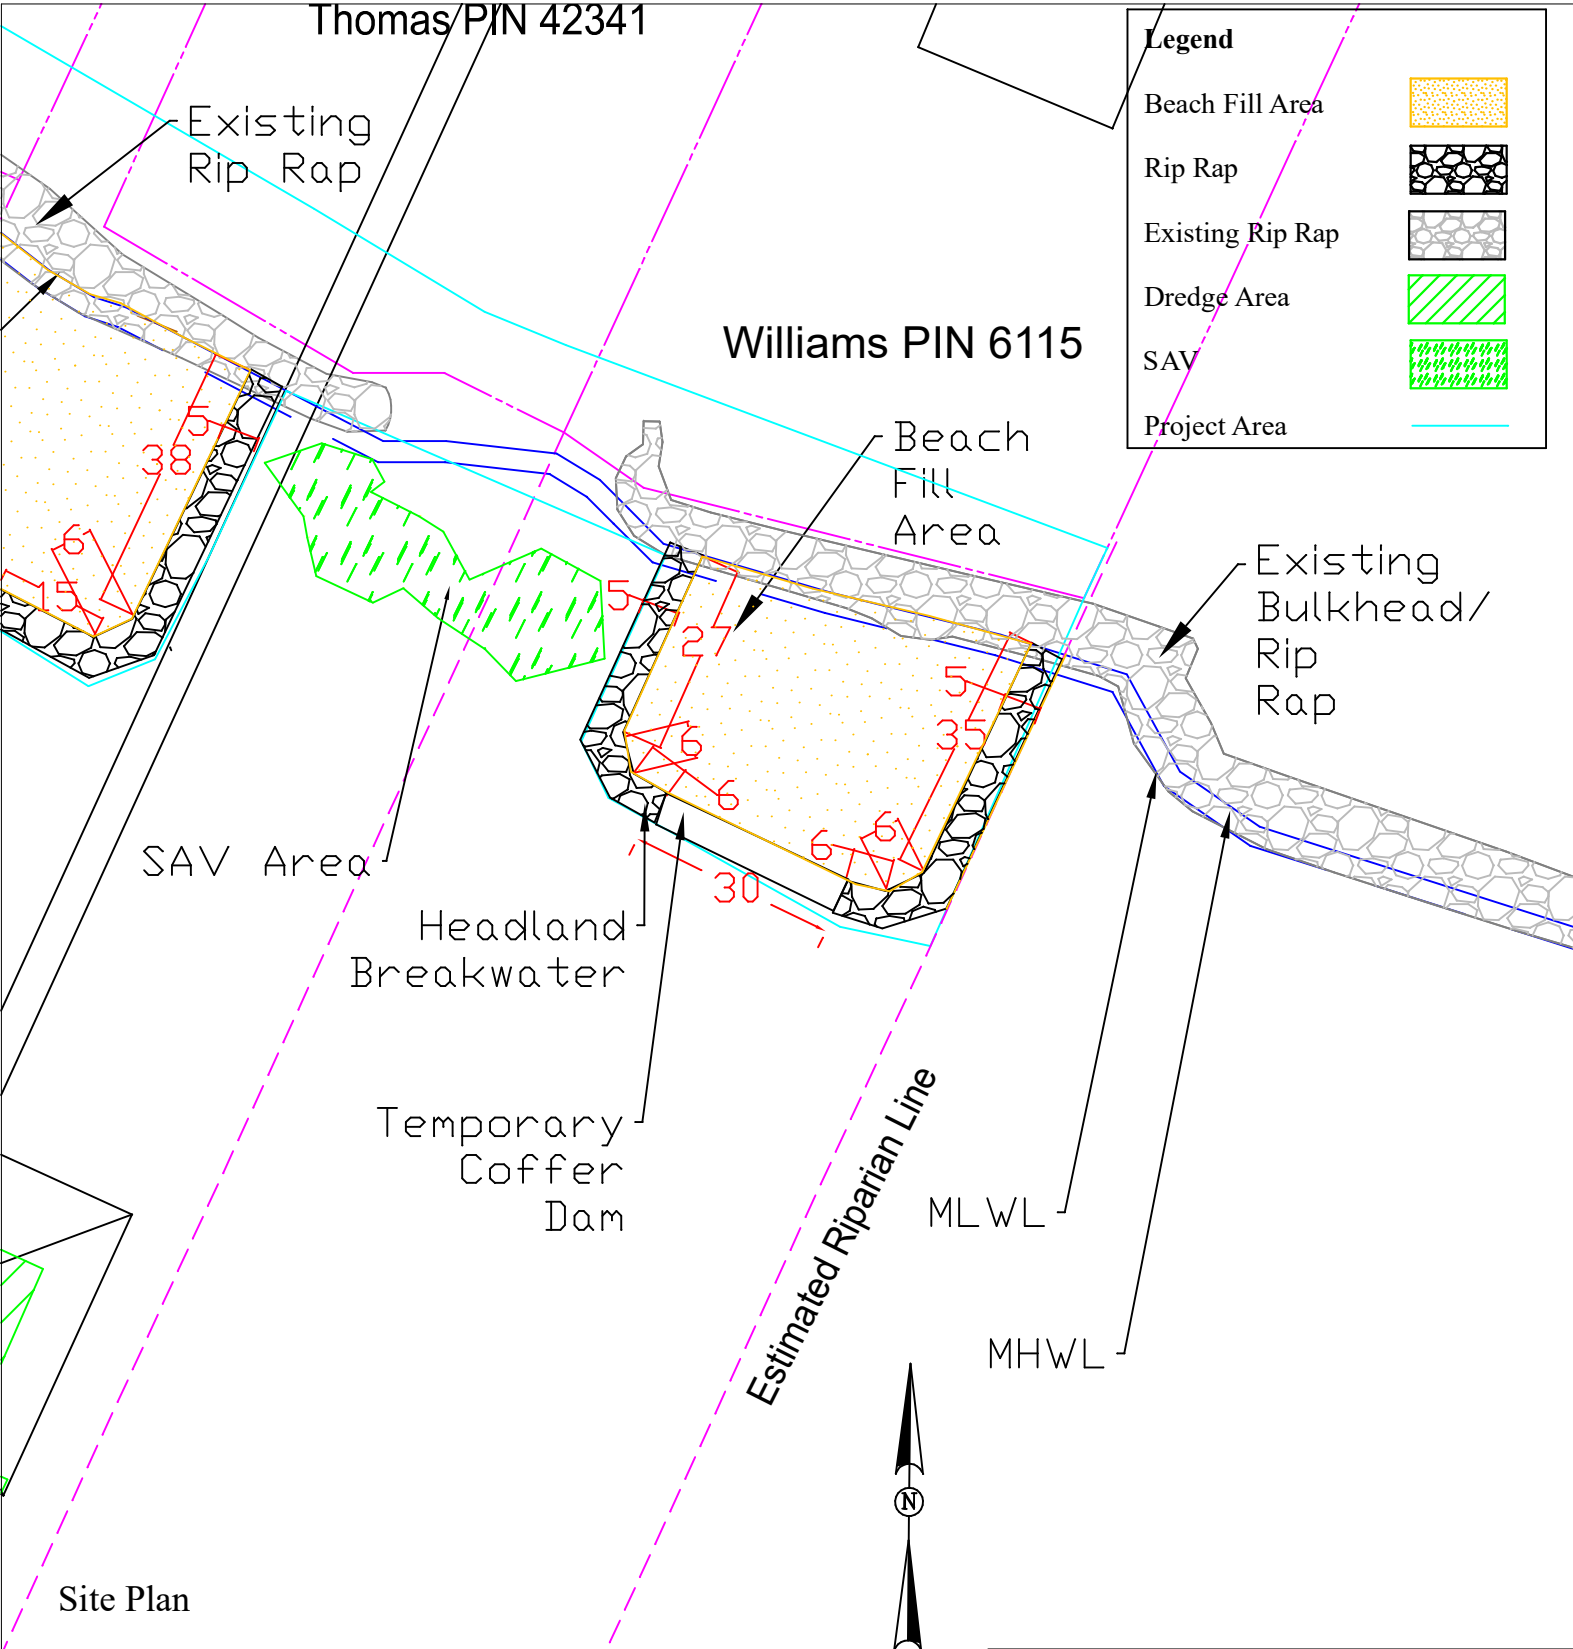 Thomas PIN 42341
Legend
Beach Fill Area
Rip Rap
Existing Rip Rap
Dredge Area
SAV
Project Area
Existing
Rip Rap
Williams PIN 6115
Beach
Fill
Area
Existing
Bulkhead/
Rip
Rap
5
38
6
15
5
27
6
6
5
35
6
6
30
SAV Area
Headland
Breakwater
Temporary
Coffer
Dam
Estimated Riparian Line
MLWL
MHWL
N
Site Plan